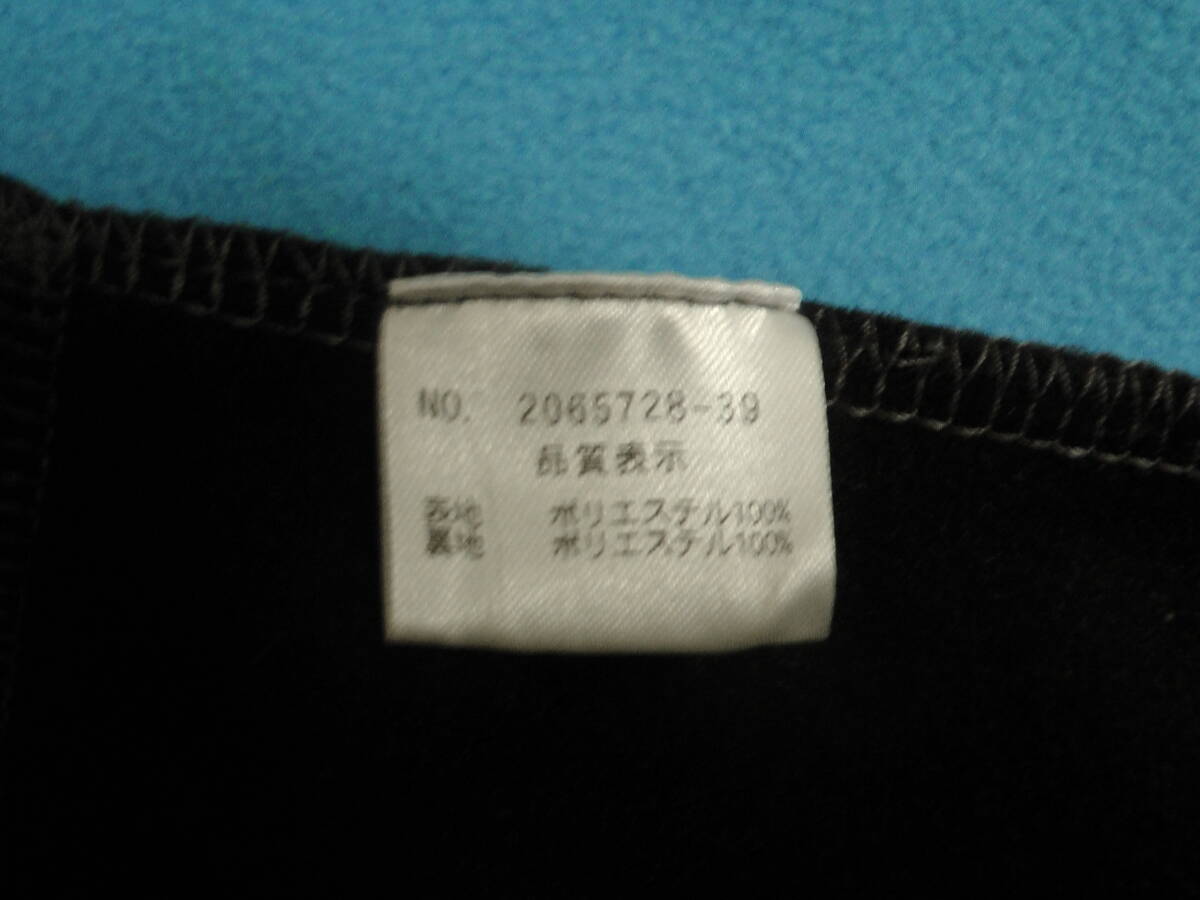 NO. 2065728-39
品質表示
表地 ポリエステル100%
裏地 ポリエステル100%